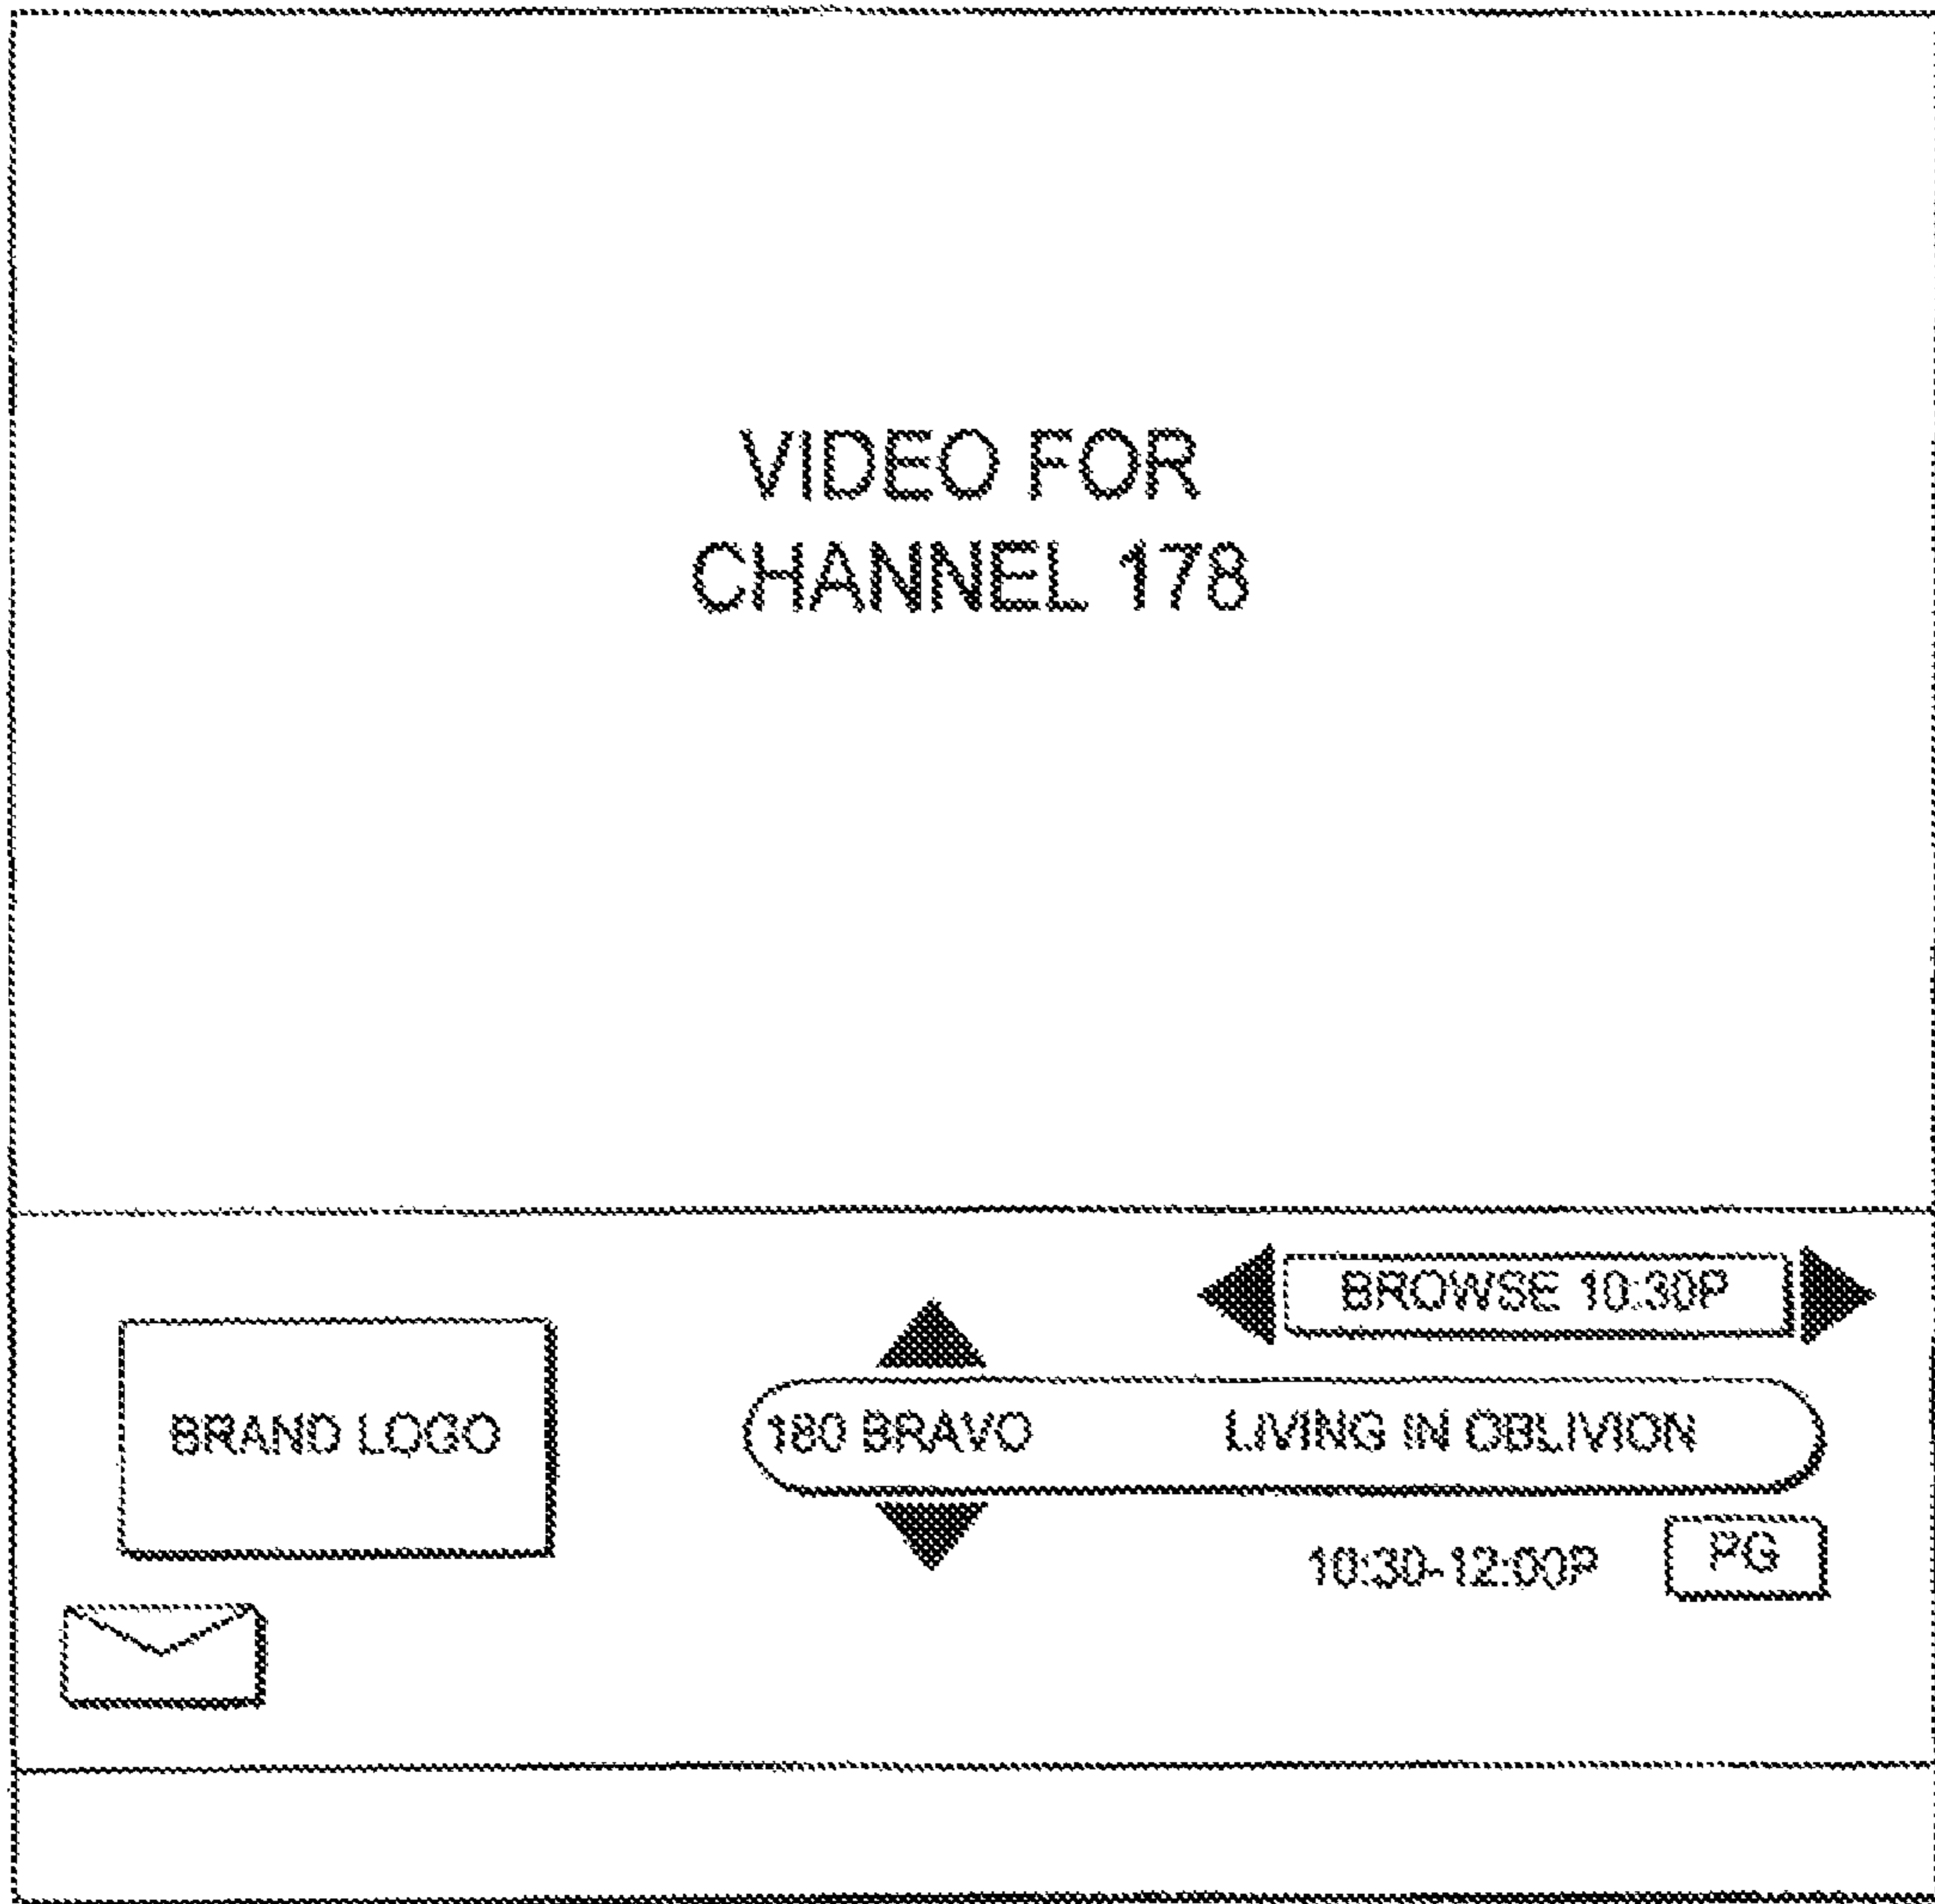 VIDEO FOR
CHANNEL 178
BROWSE 10:30P
BRAND LOGO
180 BRAVO LIVING IN OBLIVION
10:30-12:00P PG